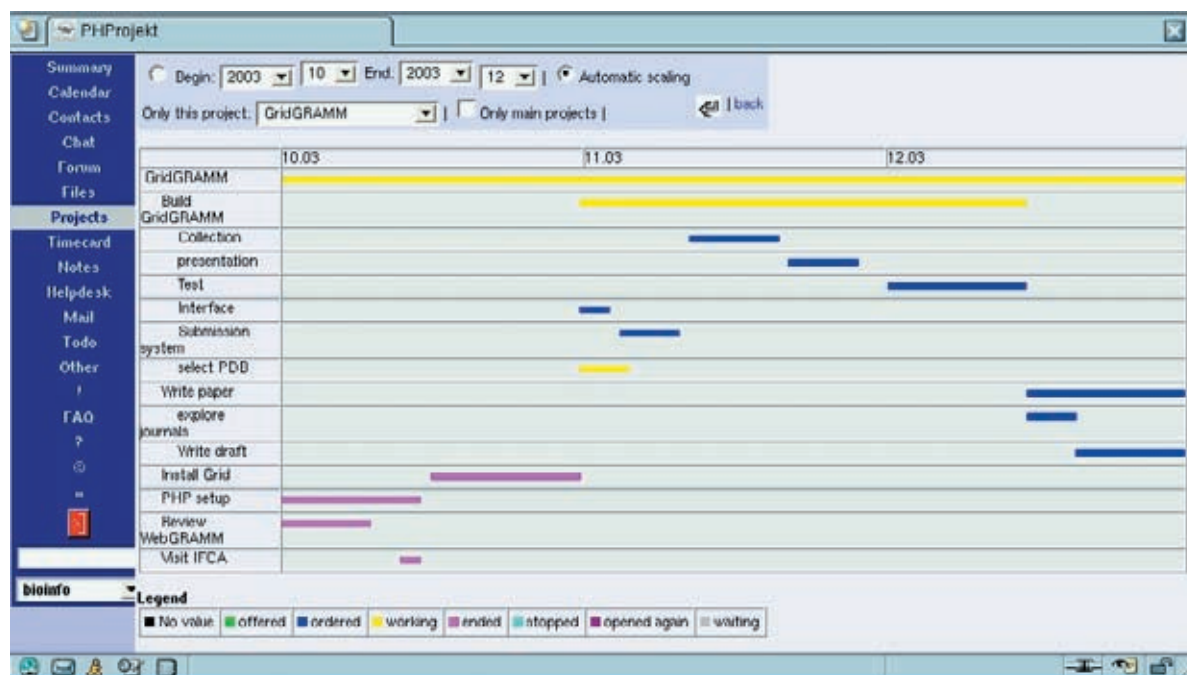 PHProjekt
Summary
Calendar
Contacts
Chat
Forum
Files
Projects
Timecard
Notes
Helpdesk
Mail
Todo
Other
!
FAQ
?
bioinfo
Begin: 2003 10 End: 2003 12 | Automatic scaling
Only this project: GridGRAMM | Only main projects | back
10.03 11.03 12.03
GridGRAMM
Build
GridGRAMM
Collection
presentation
Test
Interface
Submission
system
select PDB
Write paper
explore
journals
Write draft
Install Grid
PHP setup
Review
WebGRAMM
Visit IFCA
Legend
No value offered ordered working ended stopped opened again waiting